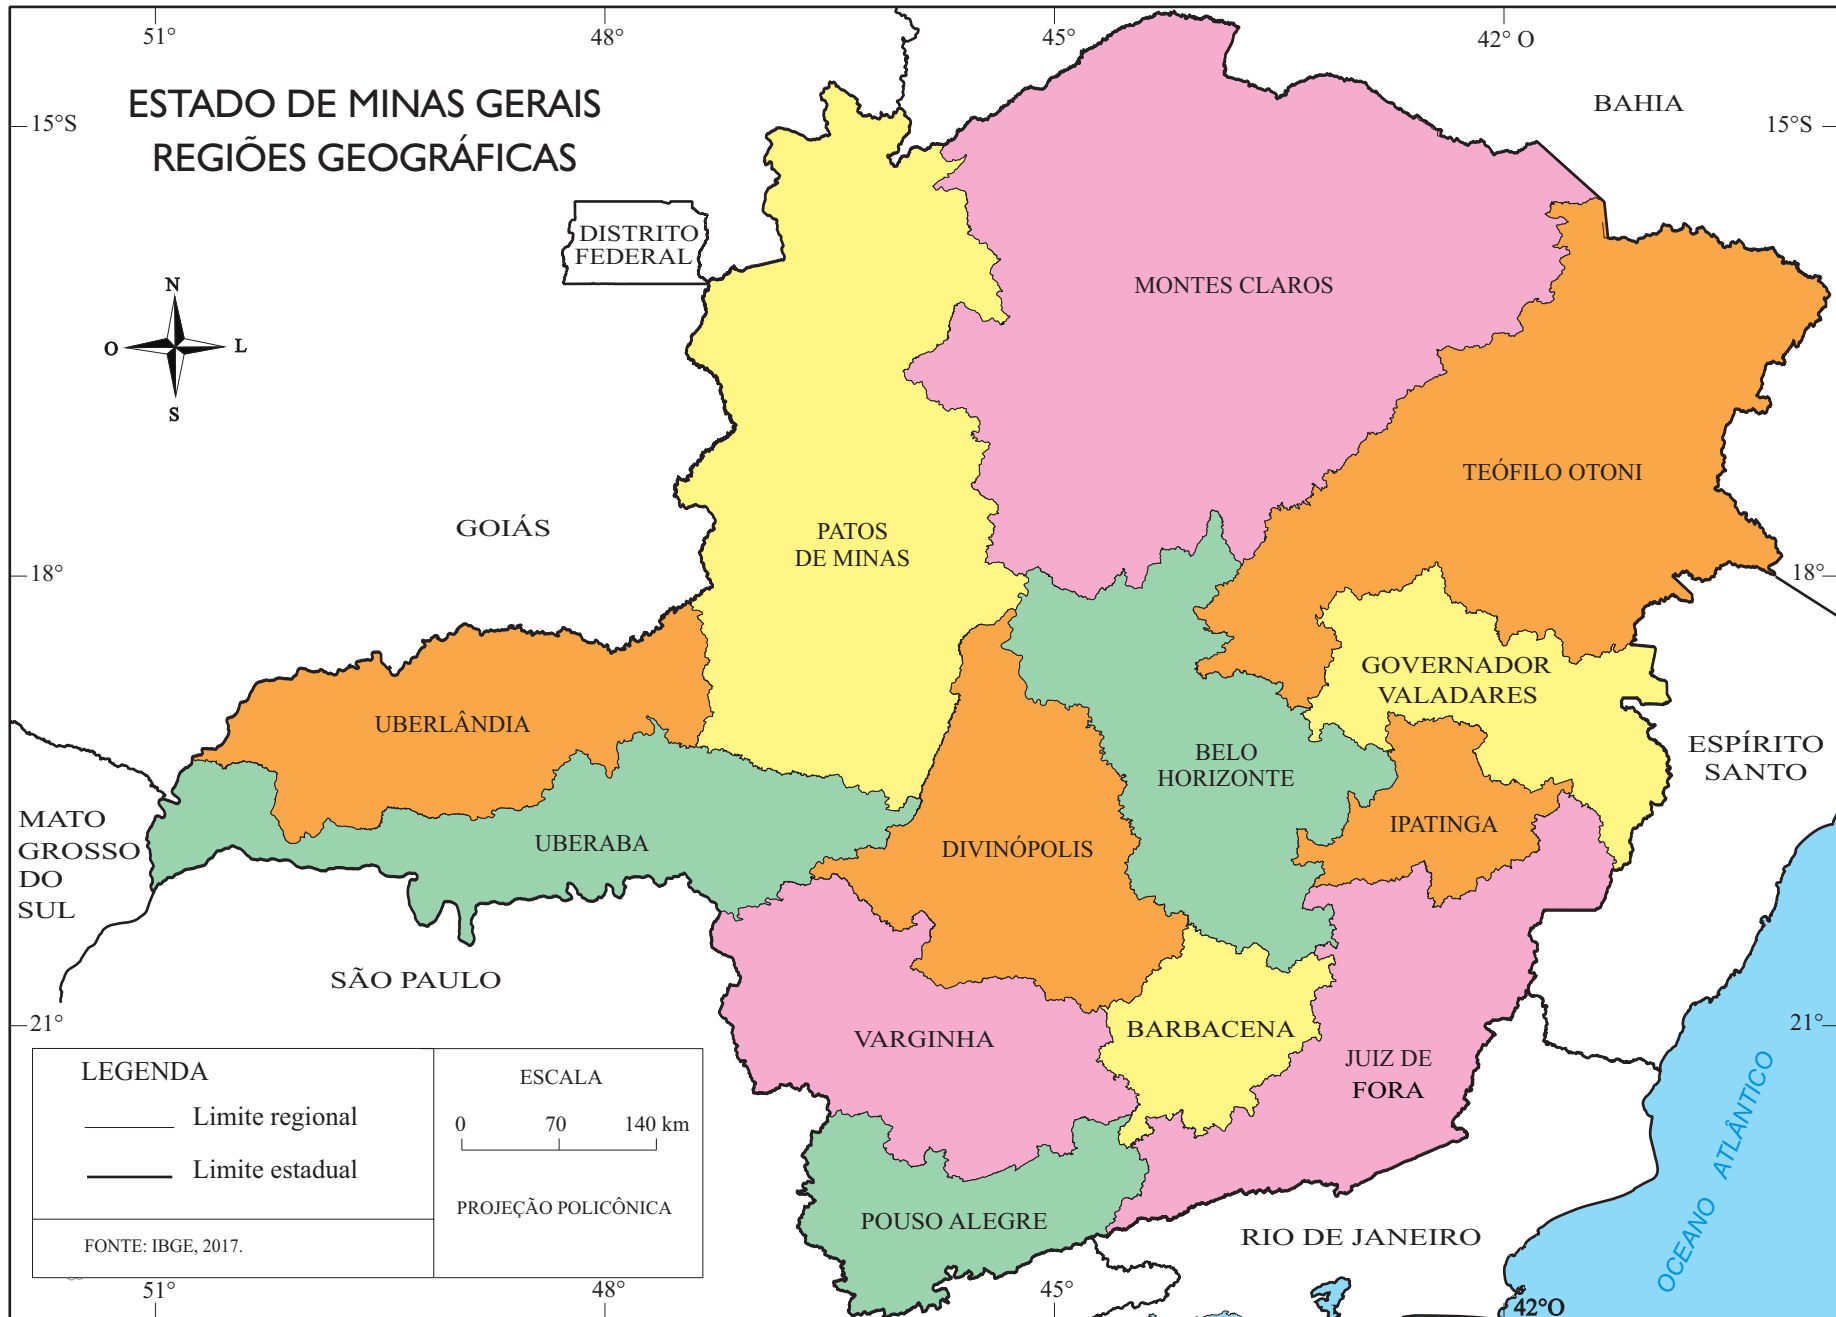 51°
48°
45°
42° O
ESTADO DE MINAS GERAIS
REGIÕES GEOGRÁFICAS
15°S
15°S
BAHIA
DISTRITO
FEDERAL
N
O
L
S
MONTES CLAROS
TEÓFILO OTONI
GOIÁS
PATOS
DE MINAS
18°
18°
GOVERNADOR
VALADARES
UBERLÂNDIA
BELO
HORIZONTE
ESPÍRITO
SANTO
MATO
GROSSO
DO
SUL
UBERABA
DIVINÓPOLIS
IPATINGA
SÃO PAULO
21°
21°
VARGINHA
BARBACENA
JUIZ DE
FORA
OCEANO ATLÂNTICO
LEGENDA
Limite regional
Limite estadual
FONTE: IBGE, 2017.
ESCALA
0 70 140 km
PROJEÇÃO POLICÔNICA
POUSO ALEGRE
RIO DE JANEIRO
51°
48°
45°
42°O